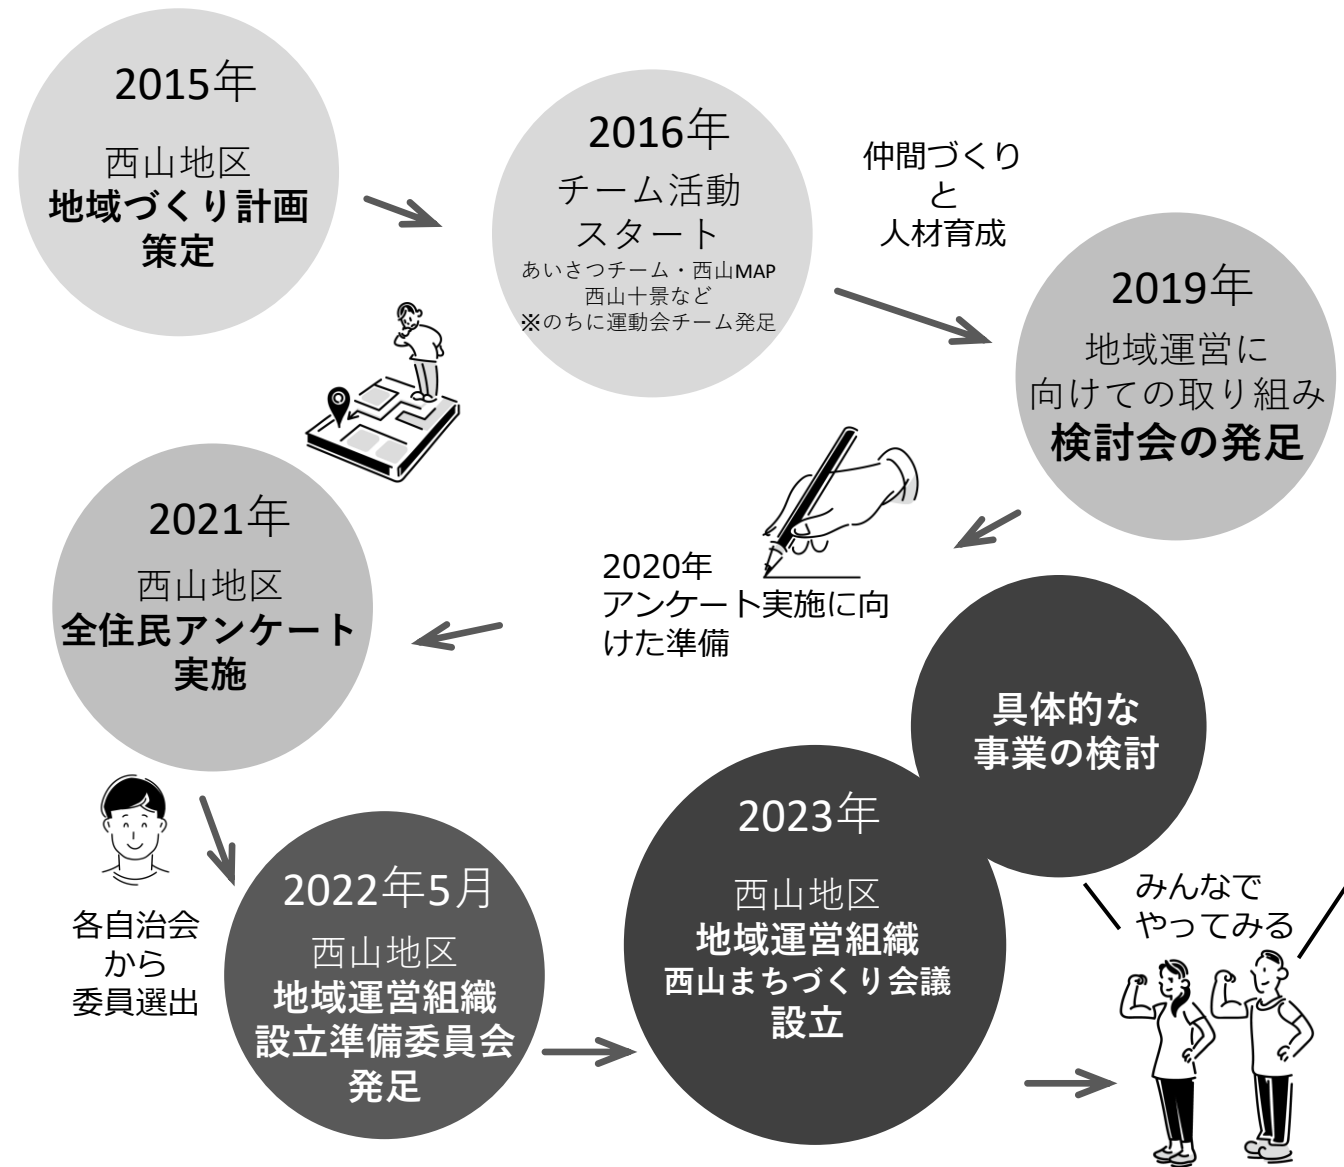 2015年
西山地区
地域づくり計画
策定
2016年
チーム活動
スタート
あいさつチーム・西山MAP
西山十景など
※のちに運動会チーム発足
仲間づくり
と
人材育成
2019年
地域運営に
向けての取り組み
検討会の発足
2020年
アンケート実施に向
けた準備
2021年
西山地区
全住民アンケート
実施
各自治会
から
委員選出
2022年5月
西山地区
地域運営組織
設立準備委員会
発足
2023年
西山地区
地域運営組織
西山まちづくり会議
設立
具体的な
事業の検討
みんなで
やってみる